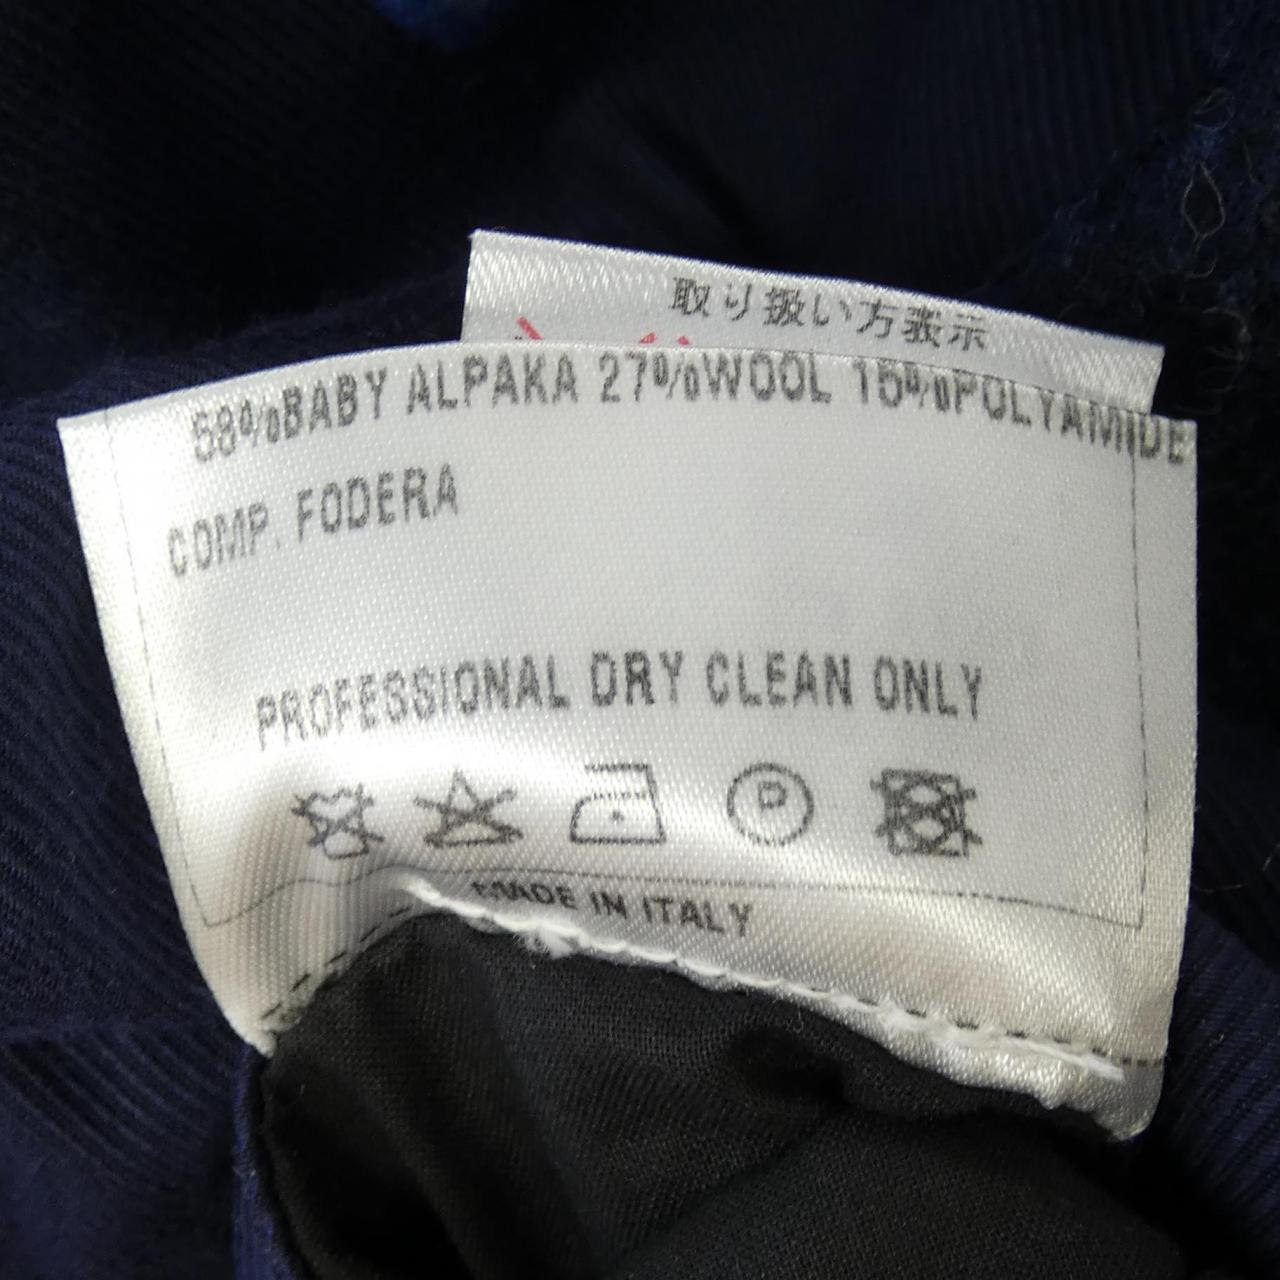 取り扱い方表示
58%BABY ALPAKA 27%WOOL 15%POLYAMIDE
COMP. FODERA
PROFESSIONAL DRY CLEAN ONLY
P
MADE IN ITALY